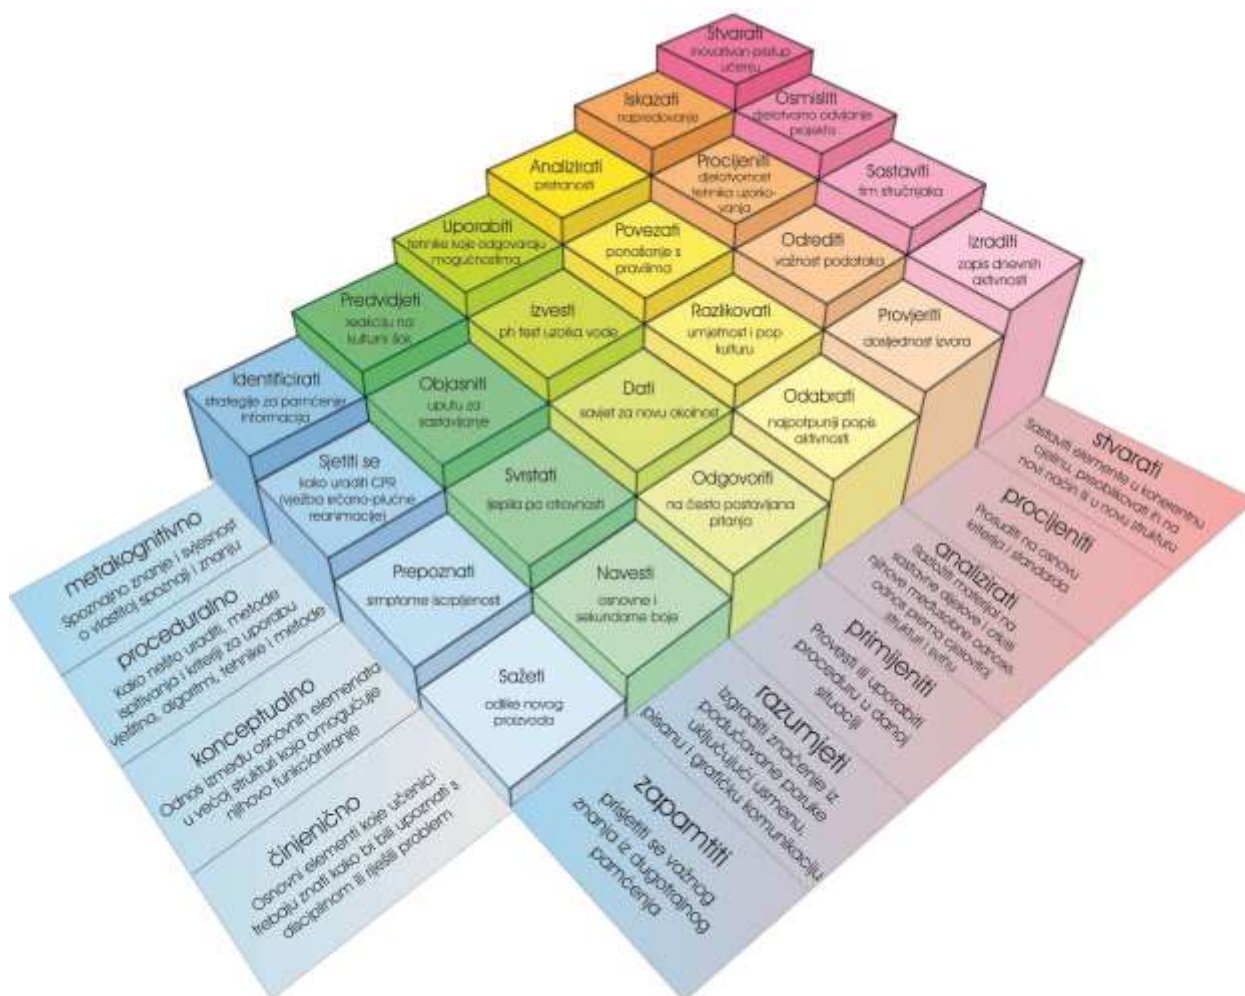 Stvarati
inovativan pristup
učenju
Iskazati
napredovanje
Osmisliti
djelotvorno odvijanje
projekta
Analizirati
pristranosti
Procijeniti
djelotvornost
tehnika uzorko-
vanja
Sastaviti
tim stručnjaka
Uporabiti
tehnike koje odgovaraju
mogućnostima
Povezati
ponašanje s
pravilima
Odrediti
važnost podataka
Izraditi
zapis dnevnih
aktivnosti
Predvidjeti
reakciju na
kulturni šok
Izvesti
ph test uzorka vode
Razlikovati
umjetnost i pop
kulturu
Provjeriti
dosljednost izvora
Identificirati
strategije za pamćenje
informacija
Objasniti
uputu za
sastavljanje
Dati
savjet za novu okolnost
Odabrati
najpotpuniji popis
aktivnosti
Sjetiti se
kako uraditi CPR
(vježba srčano-plućne
reanimacije)
Svrstati
ljepila po otrovnosti
Odgovoriti
na često postavljana
pitanja
Prepoznati
simptome iscrpljenosti
Navesti
osnovne i
sekundarne boje
Sažeti
odlike novog
proizvoda
metakognitivno
Spoznajno znanje i svjesnost
o vlastitoj spoznaji i znanju
proceduralno
Kako nešto uraditi, metode
ispitivanja i kriteriji za uporabu
vještina, algoritmi, tehnike i metode
konceptualno
Odnos između osnovnih elemenata
u većoj strukturi koja omogućuje
njihovo funkcioniranje
činjenično
Osnovni elementi koje učenici
trebaju znati kako bi bili upoznati s
disciplinom ili riješili problem
stvarati
Sastaviti elemente u koherentnu
cjelinu, preoblikovati ih na
novi način ili u novu strukturu
procijeniti
Prosuditi na osnovu
kriterija i standarda
analizirati
Rastaviti materijal na
sastavne dijelove i otkriti
njihove međusobne odnose,
odnos prema cjelovitoj
strukturi i svrhu
primijeniti
Provesti ili uporabiti
proceduru u danoj
situaciji
razumjeti
Izgraditi značenje iz
podučavane poruke
uključujući usmenu,
pisanu i grafičku komunikaciju
zapamtiti
prisjetiti se važnog
znanja iz dugotrajnog
pamćenja